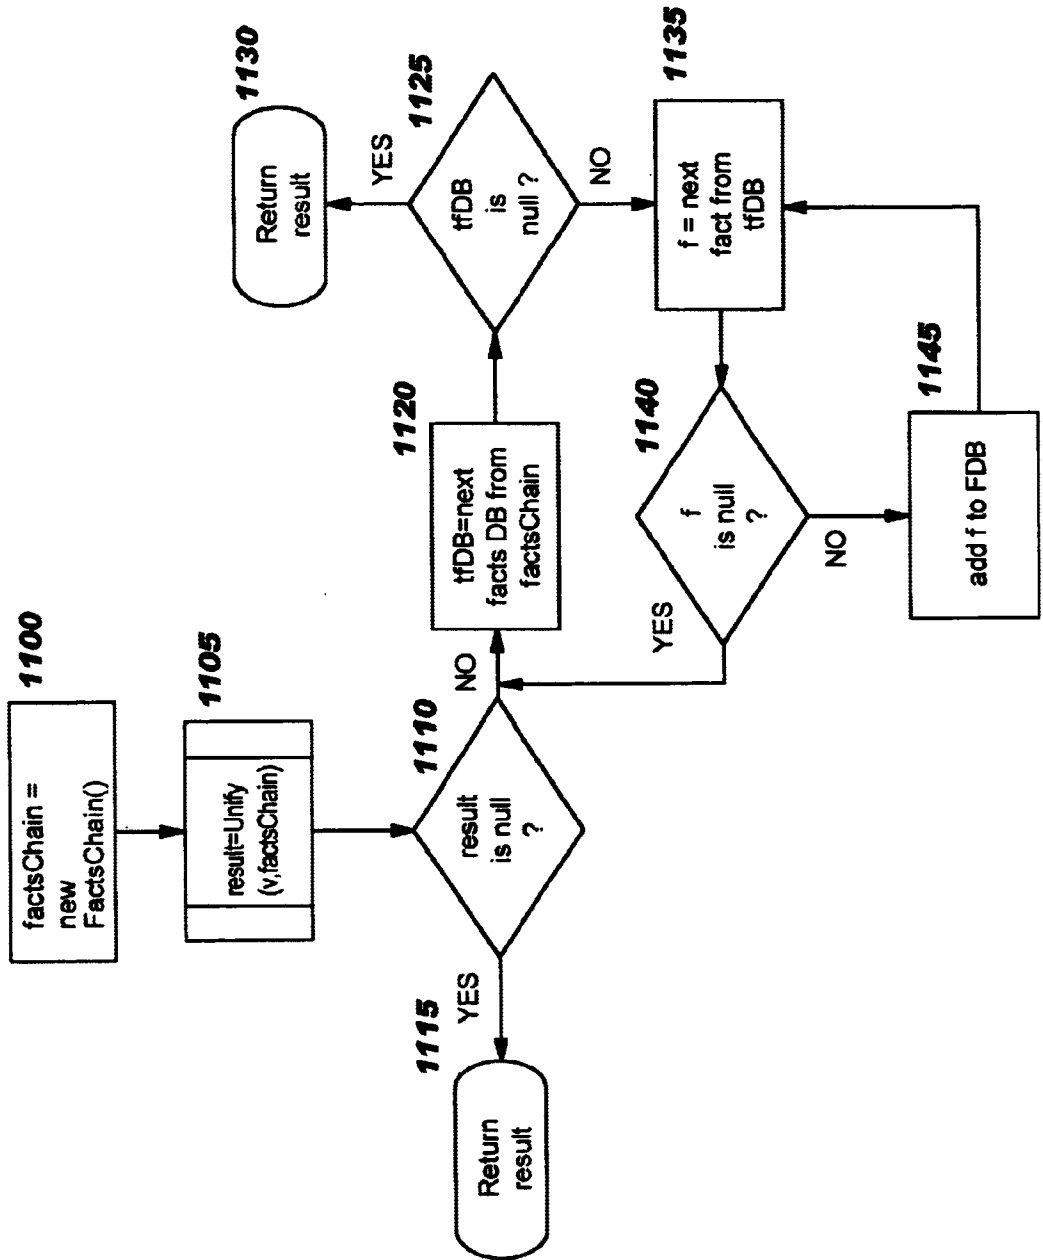 1100
factsChain =
new
FactsChain()
1105
result=Unify
(v,factsChain)
1110
result
is null
?
YES
1115
Return
result
NO
1120
tfDB=next
facts DB from
factsChain
1125
tfDB
is
null ?
YES
1130
Return
result
NO
1135
f = next
fact from
tfDB
1140
f
is null
?
YES
NO
1145
add f to FDB